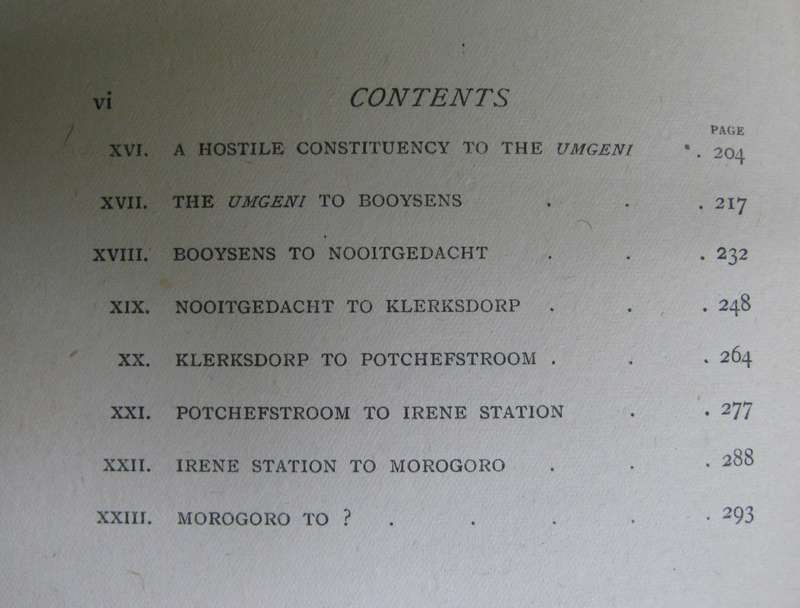 vi CONTENTS
PAGE
XVI. A HOSTILE CONSTITUENCY TO THE UMGENI . 204
XVII. THE UMGENI TO BOOYSENS . . . 217
XVIII. BOOYSENS TO NOOITGEDACHT . . . 232
XIX. NOOITGEDACHT TO KLERKSDORP . . . 248
XX. KLERKSDORP TO POTCHEFSTROOM . . . 264
XXI. POTCHEFSTROOM TO IRENE STATION . . 277
XXII. IRENE STATION TO MOROGORO . . . 288
XXIII. MOROGORO TO ? . . . . . 293